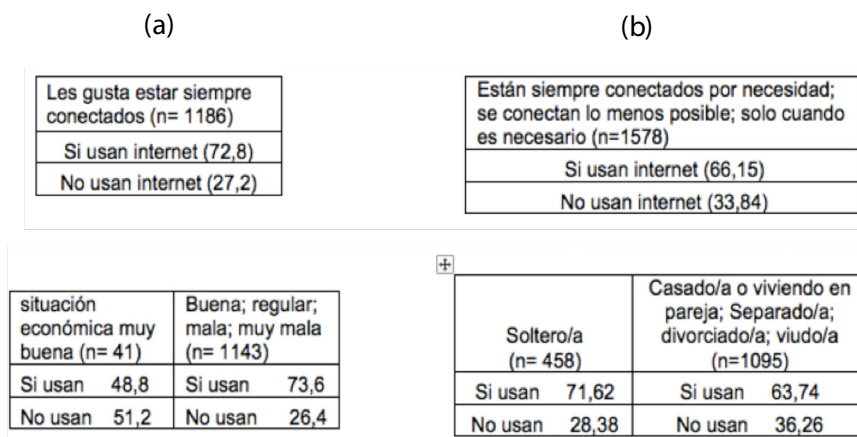 (a)
(b)
Les gusta estar siempre
conectados (n= 1186)
Si usan internet (72,8)
No usan internet (27,2)
Están siempre conectados por necesidad;
se conectan lo menos posible; solo cuando
es necesario (n=1578)
Si usan internet (66,15)
No usan internet (33,84)
situación
económica muy
buena (n= 41)
Buena; regular;
mala; muy mala
(n= 1143)
Si usan 48,8
Si usan 73,6
No usan 51,2
No usan 26,4
Soltero/a
(n= 458)
Casado/a o viviendo en
pareja; Separado/a;
divorciado/a; viudo/a
(n=1095)
Si usan 71,62
Si usan 63,74
No usan 28,38
No usan 36,26